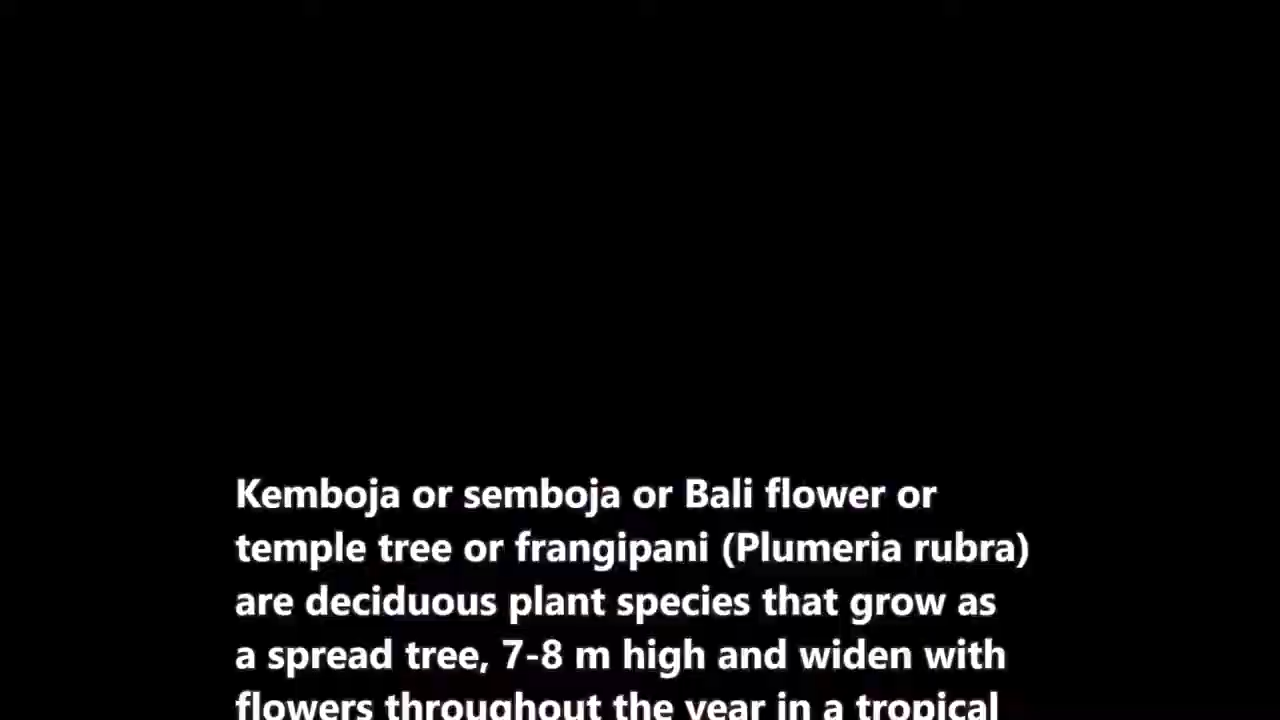 Kemboja or semboja or Bali flower or
temple tree or frangipani (Plumeria rubra)
are deciduous plant species that grow as
a spread tree, 7-8 m high and widen with
flowers throughout the year in a tropical